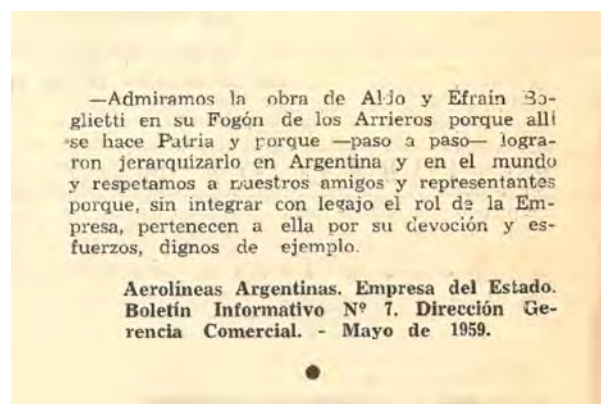 —Admiramos la obra de Aldo y Efraín Bo-
glietti en su Fogón de los Arrieros porque allí
se hace Patria y porque —paso a paso— logra-
ron jerarquizarlo en Argentina y en el mundo
y respetamos a nuestros amigos y representantes
porque, sin integrar con legajo el rol de la Em-
presa, pertenecen a ella por su devoción y es-
fuerzos, dignos de ejemplo.
Aerolíneas Argentinas. Empresa del Estado.
Boletín Informativo Nº 7. Dirección Ge-
rencia Comercial. - Mayo de 1959.